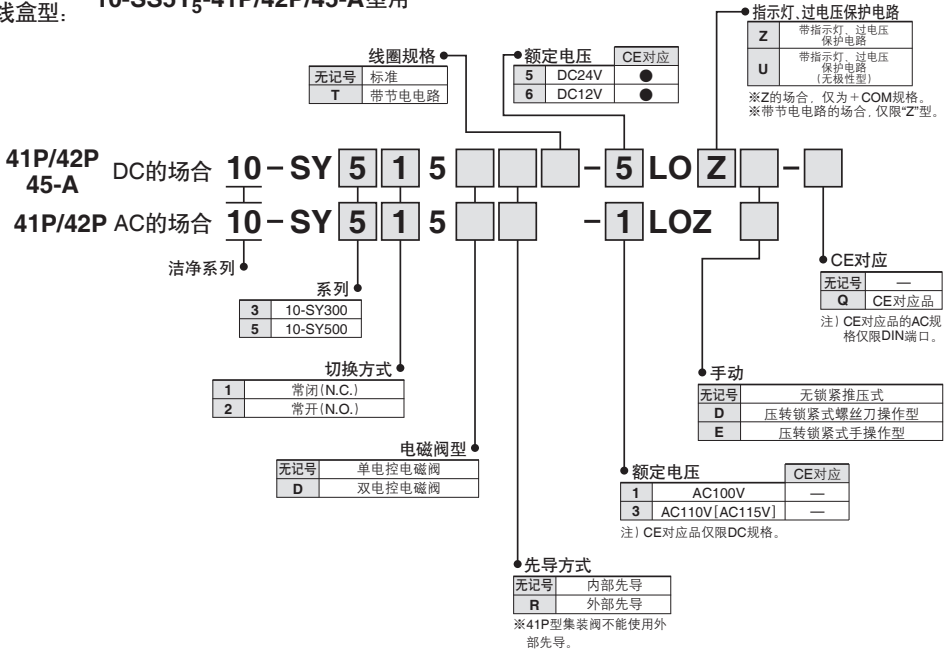 线盒型: 10-SS5Y5-41P/42P/45-A型用
指示灯、过电压保护电路
Z 带指示灯、过电压保护电路
U 带指示灯、过电压保护电路(无极性型)
※Z的场合,仅为+COM规格。
※带节电电路的场合,仅限“Z”型。
线圈规格
无记号 标准
T 带节电电路
额定电压 CE对应
5 DC24V ●
6 DC12V ●
41P/42P
45-A
DC的场合 10-SY 5 1 5 - 5 LO Z -
41P/42P AC的场合 10-SY 5 1 5 - 1 LOZ
洁净系列
系列
3 10-SY300
5 10-SY500
切换方式
1 常闭(N.C.)
2 常开(N.O.)
电磁阀型
无记号 单电控电磁阀
D 双电控电磁阀
CE对应
无记号 —
Q CE对应品
注)CE对应品的AC规
格仅限DIN端口。
手动
无记号 无锁紧推压式
D 压转锁紧式螺丝刀操作型
E 压转锁紧式手操作型
额定电压 CE对应
1 AC100V —
3 AC110V[AC115V] —
注)CE对应品仅限DC规格。
先导方式
无记号 内部先导
R 外部先导
※41P型集装阀不能使用外
部先导。